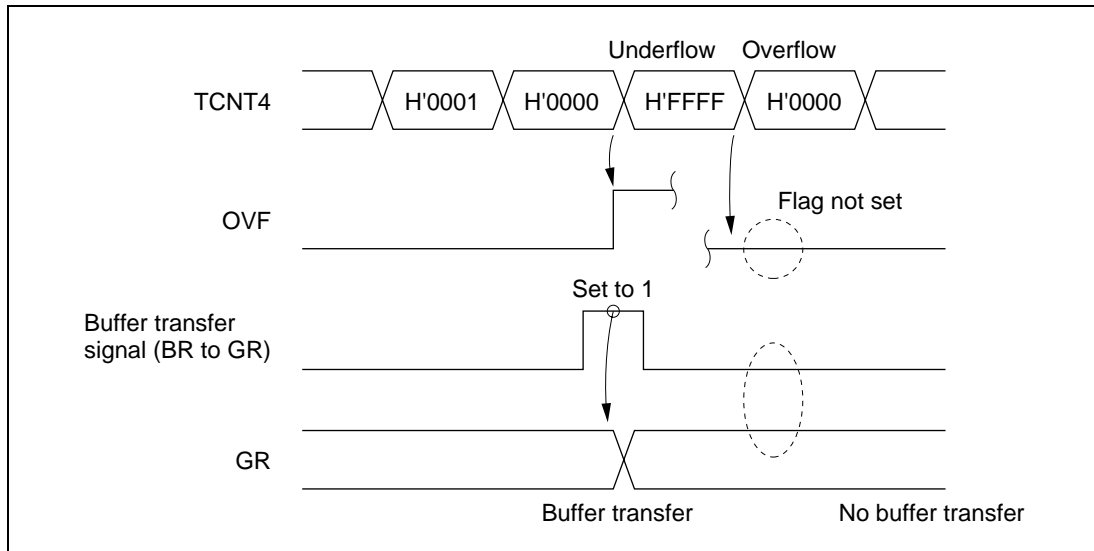 Underflow Overflow
TCNT4 H'0001 H'0000 H'FFFF H'0000
OVF
Flag not set
Set to 1
Buffer transfer
signal (BR to GR)
GR
Buffer transfer No buffer transfer